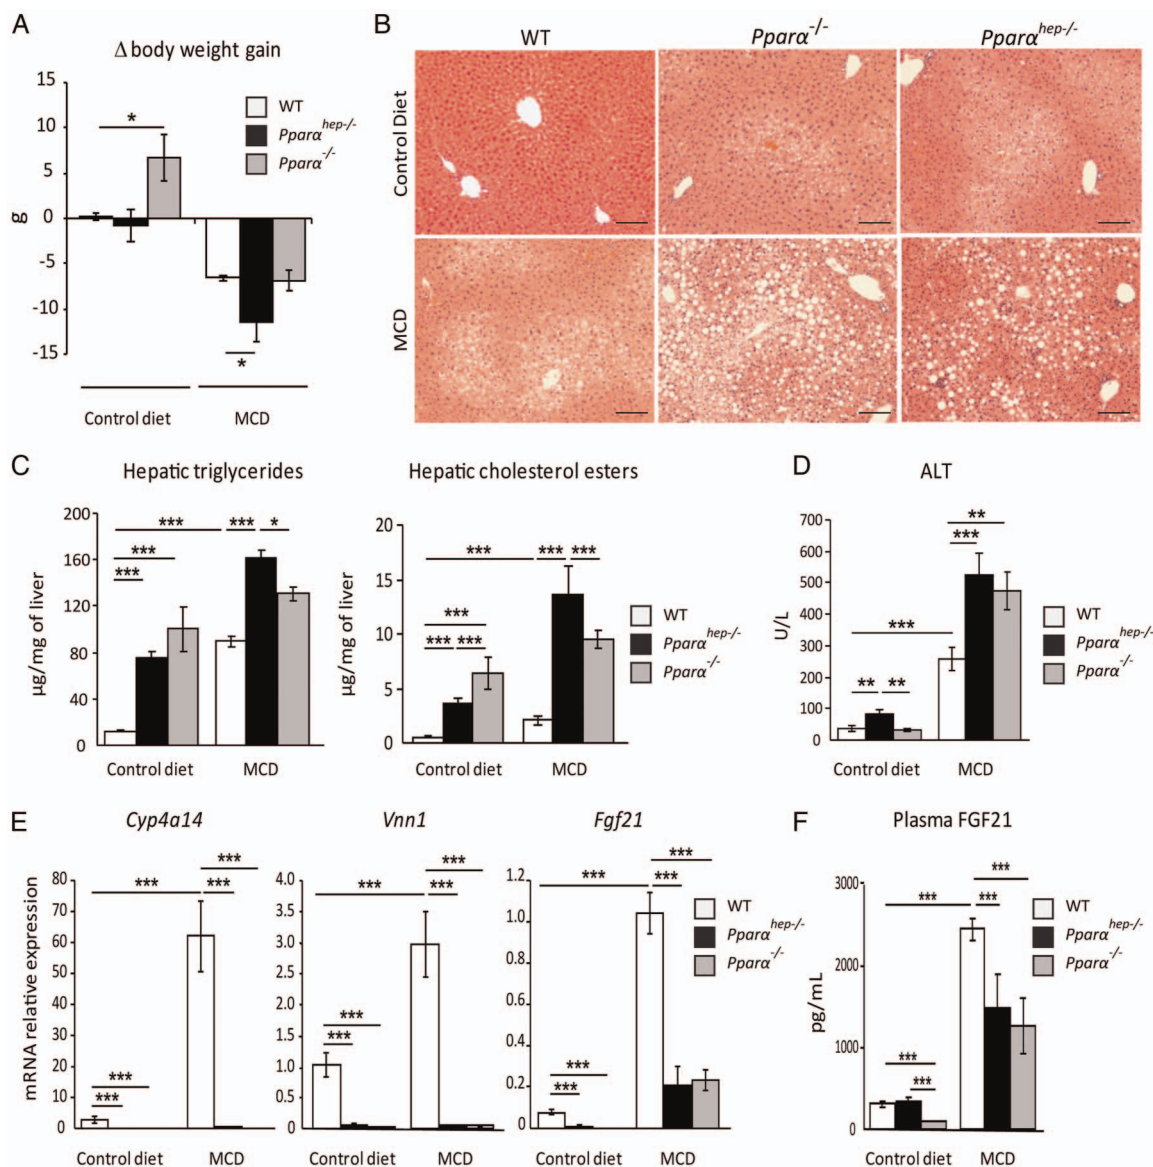 A
Δ body weight gain
15
10
5
0
-5
-10
-15
g
*
*
WT
Pparα^hep-/-
Pparα^-/-
Control diet
MCD
B
WT
Pparα^-/-
Pparα^hep-/-
Control Diet
MCD
C
Hepatic triglycerides
µg/mg of liver
200
160
120
80
40
0
***
***
*
***
***
Control diet
MCD
Hepatic cholesterol esters
µg/mg of liver
20
15
10
5
0
***
***
***
***
***
***
Control diet
MCD
WT
Pparα^hep-/-
Pparα^-/-
D
ALT
U/L
700
600
500
400
300
200
100
0
**
***
***
**
**
Control diet
MCD
WT
Pparα^hep-/-
Pparα^-/-
E
Cyp4a14
mRNA relative expression
80
70
60
50
40
30
20
10
0
***
***
***
***
***
Control diet
MCD
Vnn1
4.0
3.5
3.0
2.5
2.0
1.5
1.0
0.5
0.0
***
***
***
***
***
Control diet
MCD
Fgf21
1.2
1.0
0.8
0.6
0.4
0.2
0
***
***
***
***
***
Control diet
MCD
WT
Pparα^hep-/-
Pparα^-/-
F
Plasma FGF21
pg/mL
3000
2000
1000
0
***
***
***
***
***
Control diet
MCD
WT
Pparα^hep-/-
Pparα^-/-